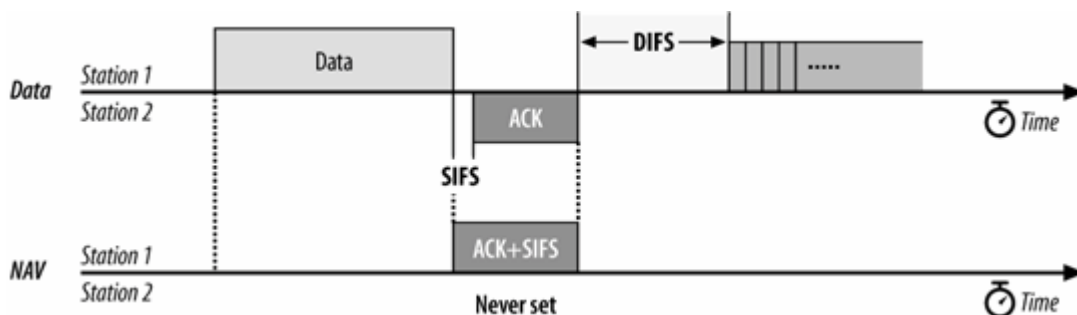 DIFS
Data
.....
Data
Station 1
Station 2
ACK
Time
SIFS
ACK+SIFS
NAV
Station 1
Station 2
Never set
Time